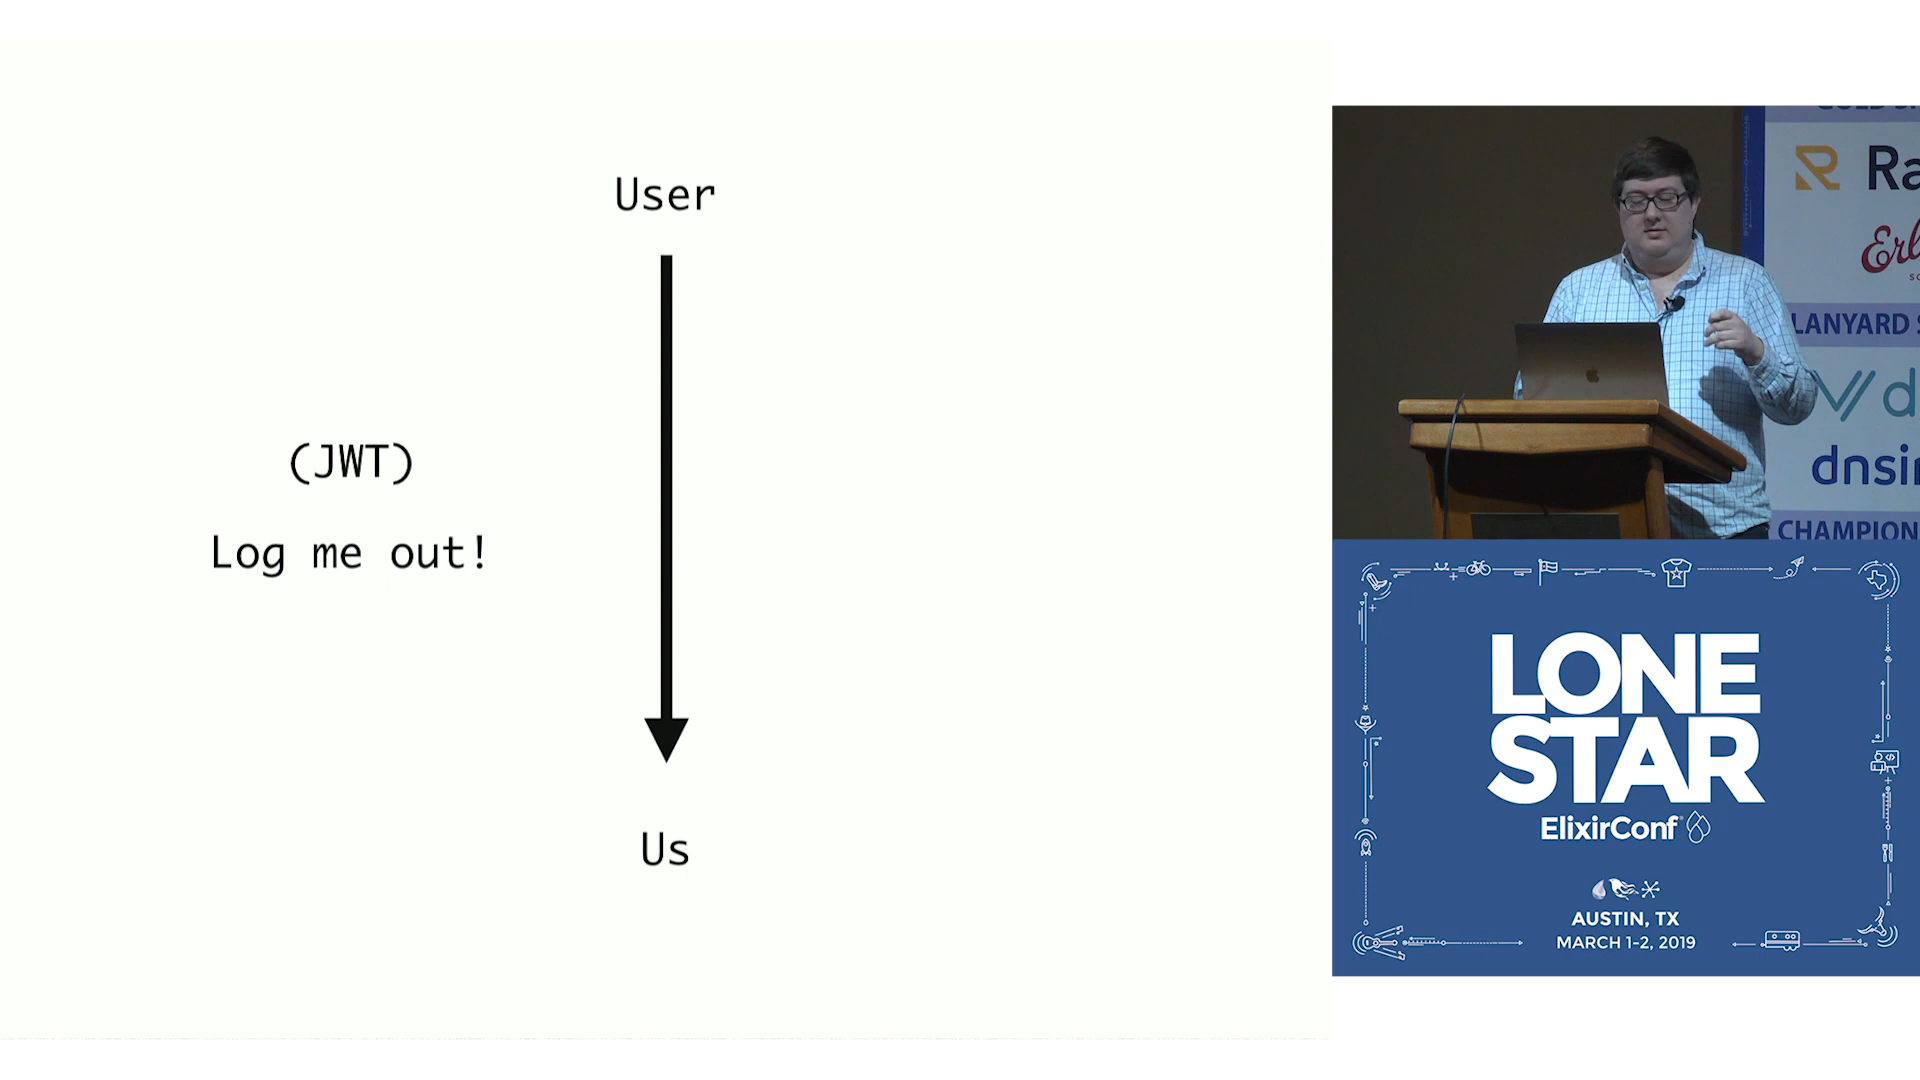 User
(JWT)
Log me out!
Us
LANYARD
dnsi
CHAMPION
LONE
STAR
ElixirConf
AUSTIN, TX
MARCH 1-2, 2019